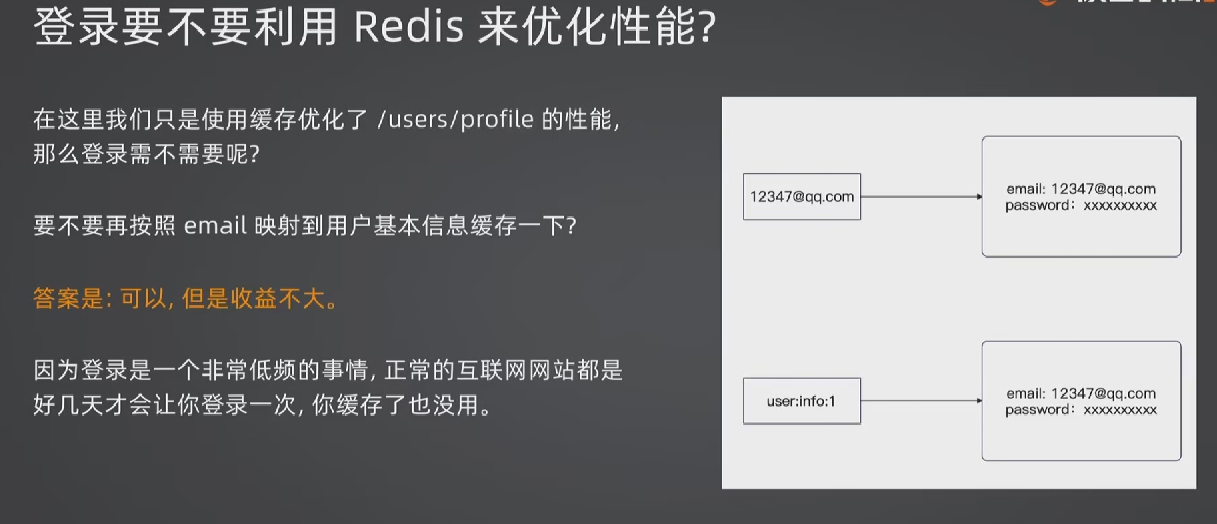 登录要不要利用 Redis 来优化性能？
在这里我们只是使用缓存优化了 /users/profile 的性能，
那么登录需不需要呢？
要不要再按照 email 映射到用户基本信息缓存一下？
答案是：可以，但是收益不大。
因为登录是一个非常低频的事情，正常的互联网网站都是
好几天才会让你登录一次，你缓存了也没用。
12347@qq.com
email: 12347@qq.com
password：xxxxxxxxxx
user:info:1
email: 12347@qq.com
password：xxxxxxxxxx